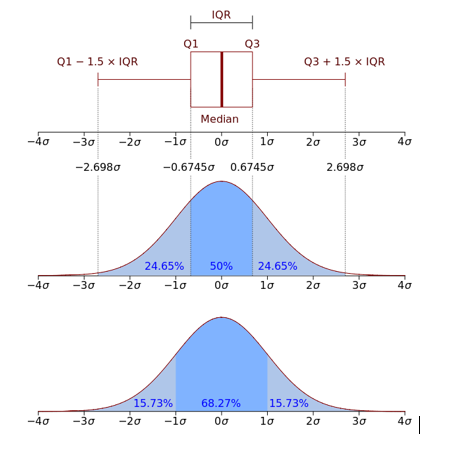 IQR
Q1 Q3
Q1 − 1.5 × IQR Q3 + 1.5 × IQR
Median
−4σ −3σ −2σ −1σ 0σ 1σ 2σ 3σ 4σ
−2.698σ −0.6745σ 0.6745σ 2.698σ
24.65% 50% 24.65%
−4σ −3σ −2σ −1σ 0σ 1σ 2σ 3σ 4σ
15.73% 68.27% 15.73%
−4σ −3σ −2σ −1σ 0σ 1σ 2σ 3σ 4σ